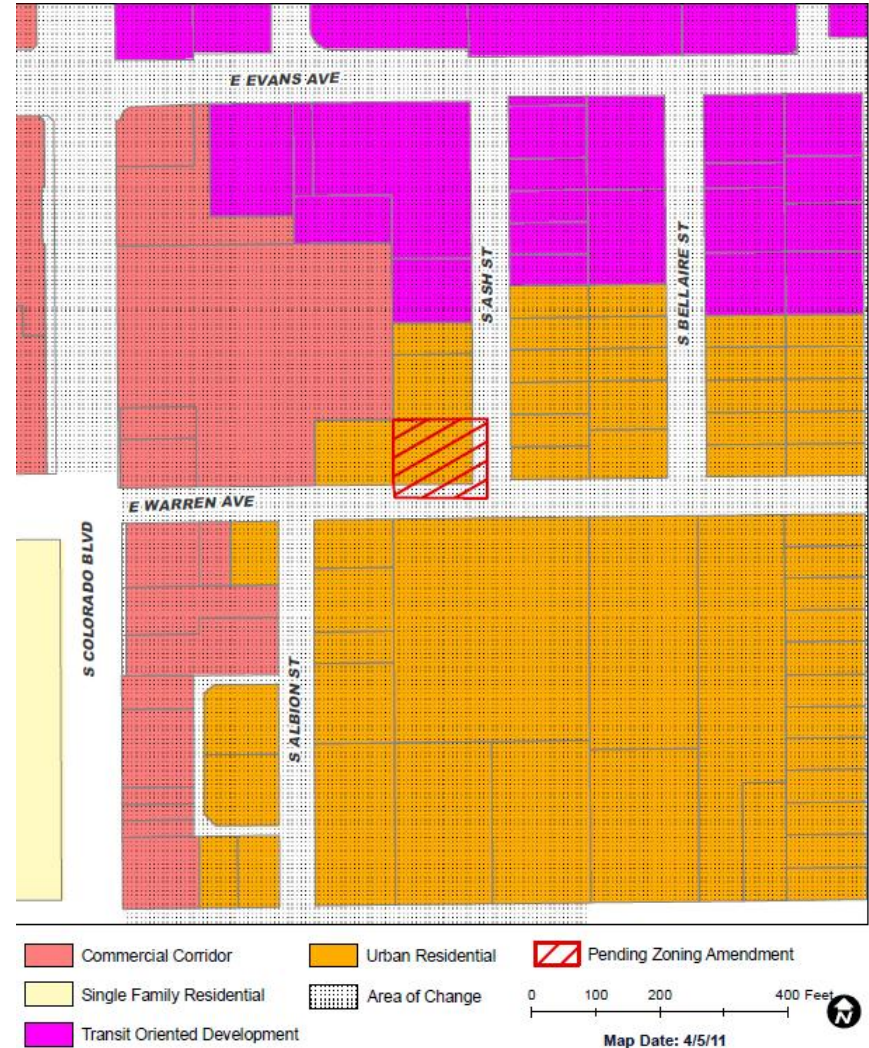 E EVANS AVE
S ASH ST
S BELLAIRE ST
E WARREN AVE
S COLORADO BLVD
S ALBION ST
Commercial Corridor
Urban Residential
Pending Zoning Amendment
Single Family Residential
Area of Change
0 100 200 400 Feet
N
Transit Oriented Development
Map Date: 4/5/11